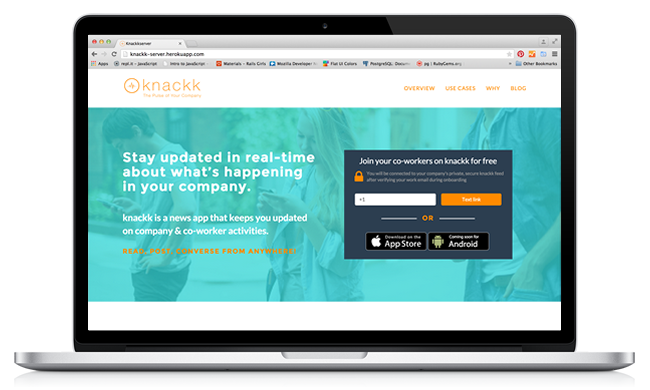 Knackkserver
knackk-server.herokuapp.com
Apps
repl.it - JavaScript
Intro to JavaScript
Materials - Rails Girls
Mozilla Developer N
Flat UI Colors
PostgreSQL: Docum
pg | RubyGems.org
»
Other Bookmarks
knackk
The Pulse of Your Company
OVERVIEW
USE CASES
WHY
BLOG
Stay updated in real-time
about what's happening
in your company.
knackk is a news app that keeps you updated
on company & co-worker activities.
READ, POST, CONVERSE FROM ANYWHERE!
Join your co-workers on knackk for free
You will be connected to your company's private, secure knackk feed
after verifying your work email during onboarding
+1
Text link
OR
Download on the
App Store
Coming soon for
Android